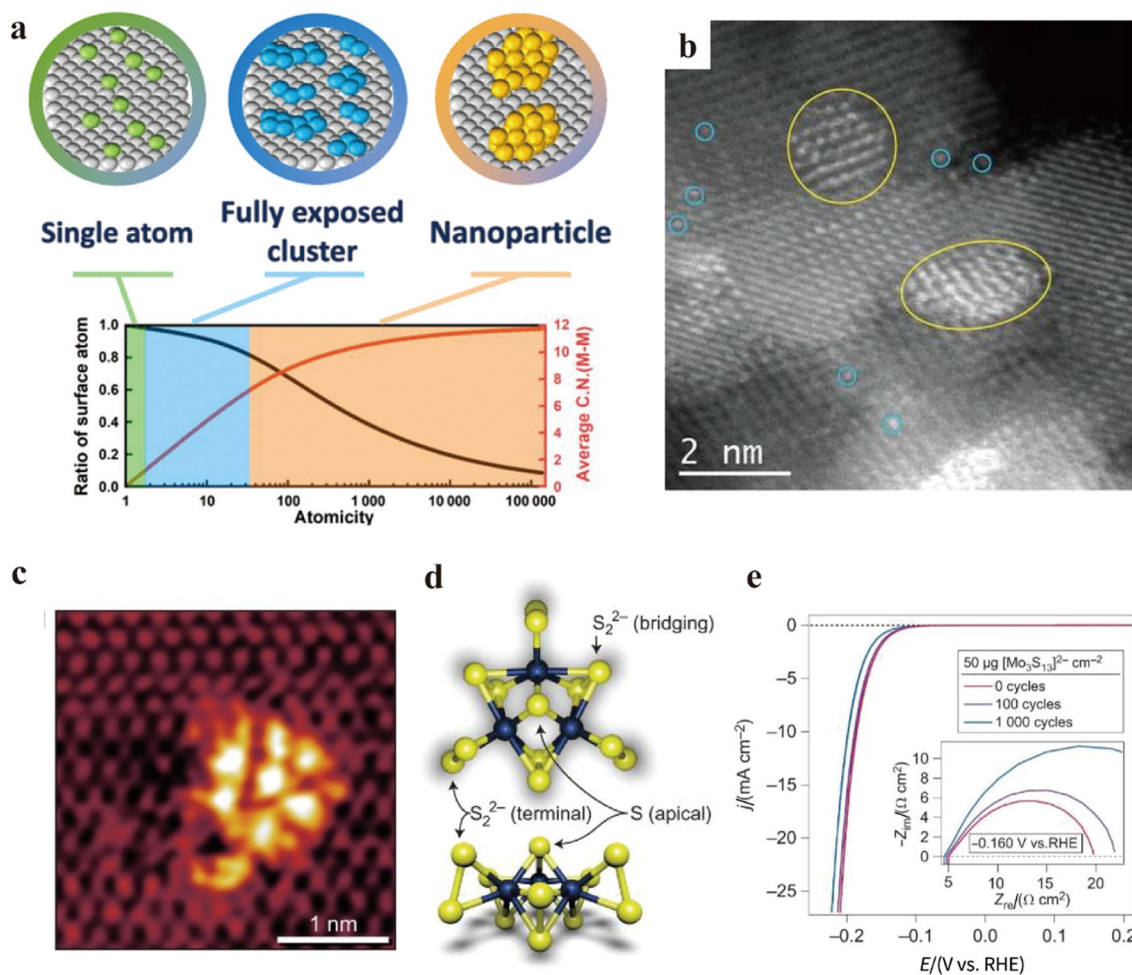 a
Single atom
Fully exposed
cluster
Nanoparticle
Ratio of surface atom
1.0
0.8
0.6
0.4
0.2
0.0
12
10
8
6
4
2
0
Average C.N.(M-M)
1 10 100 1 000 10 000 100 000
Atomicity
b
2 nm
c
1 nm
d
S₂²⁻ (bridging)
S₂²⁻ (terminal)
S (apical)
e
j/(mA cm⁻²)
0
−5
−10
−15
−20
−25
50 μg [Mo₃S₁₃]²⁻ cm⁻²
0 cycles
100 cycles
1 000 cycles
−Zim/(Ω cm²)
10
8
6
4
2
0
−0.160 V vs.RHE
5 10 15 20
Zre/(Ω cm²)
−0.2 −0.1 0.0 0.1 0.2
E/(V vs. RHE)